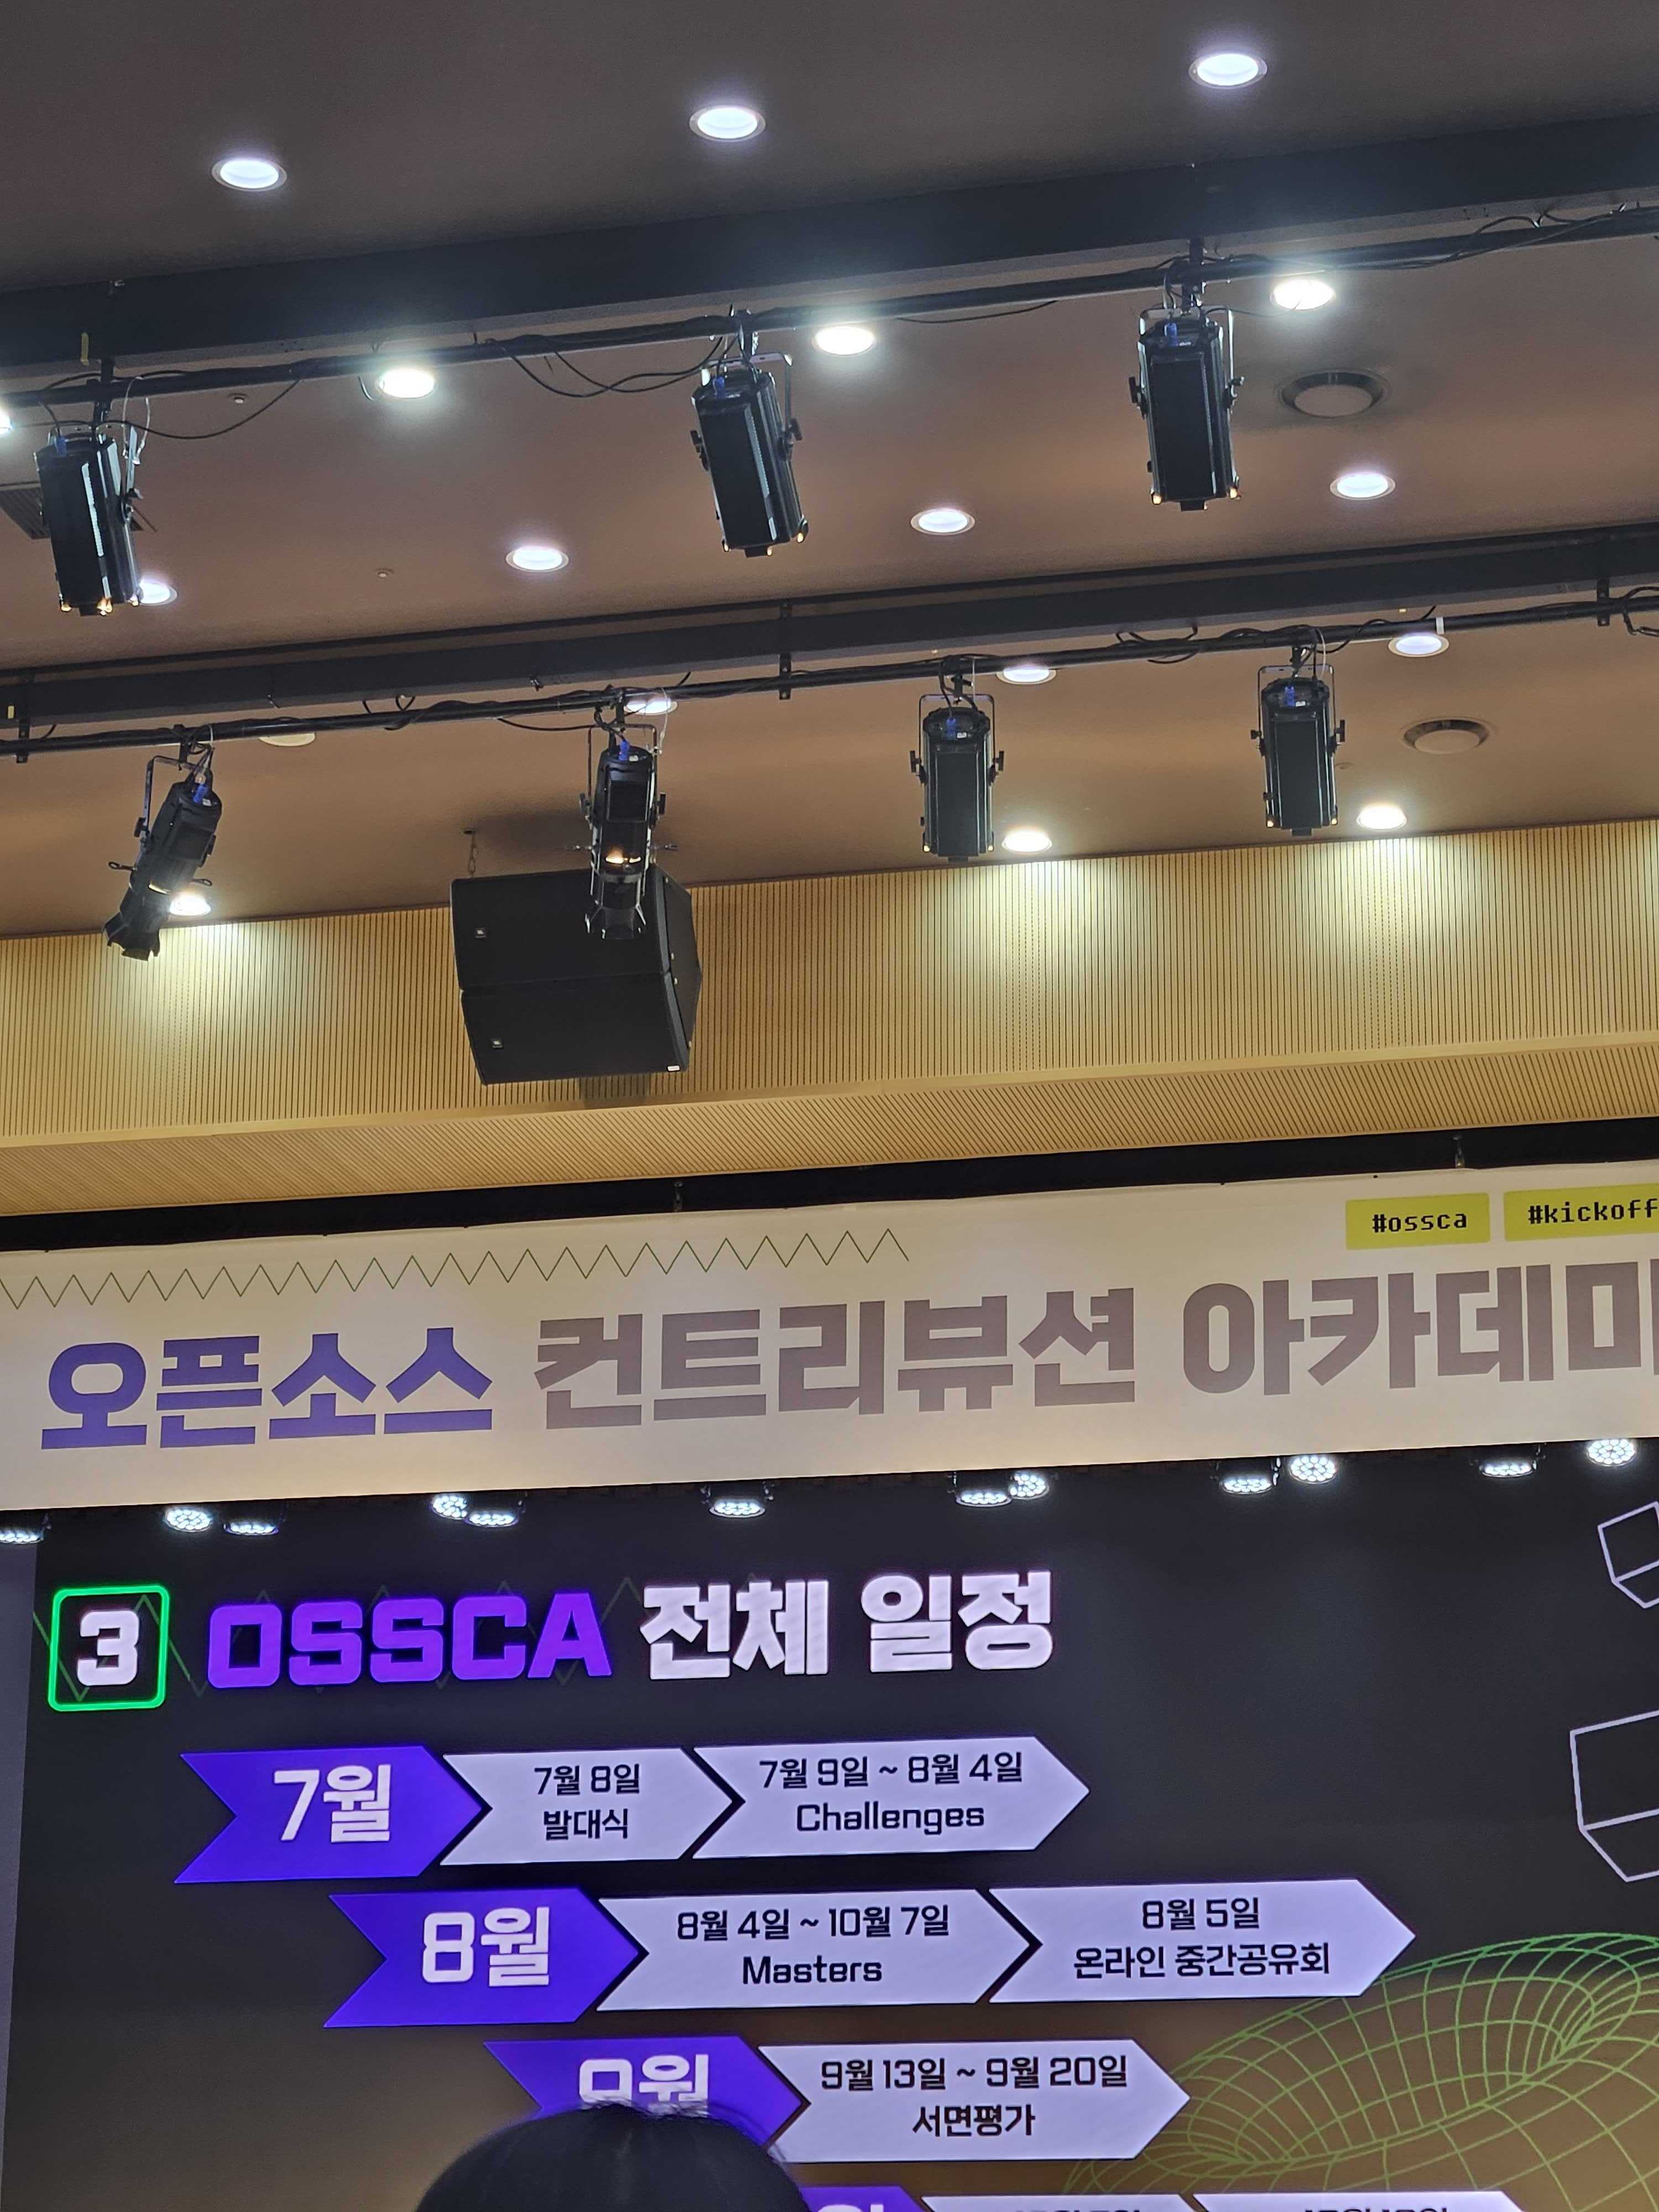 #ossca #kickoff
오픈소스 컨트리뷰션 아카데미
3 OSSCA 전체 일정
7월
7월 8일
발대식
7월 9일 ~ 8월 4일
Challenges
8월
8월 4일 ~ 10월 7일
Masters
8월 5일
온라인 중간공유회
9월
9월 13일 ~ 9월 20일
서면평가